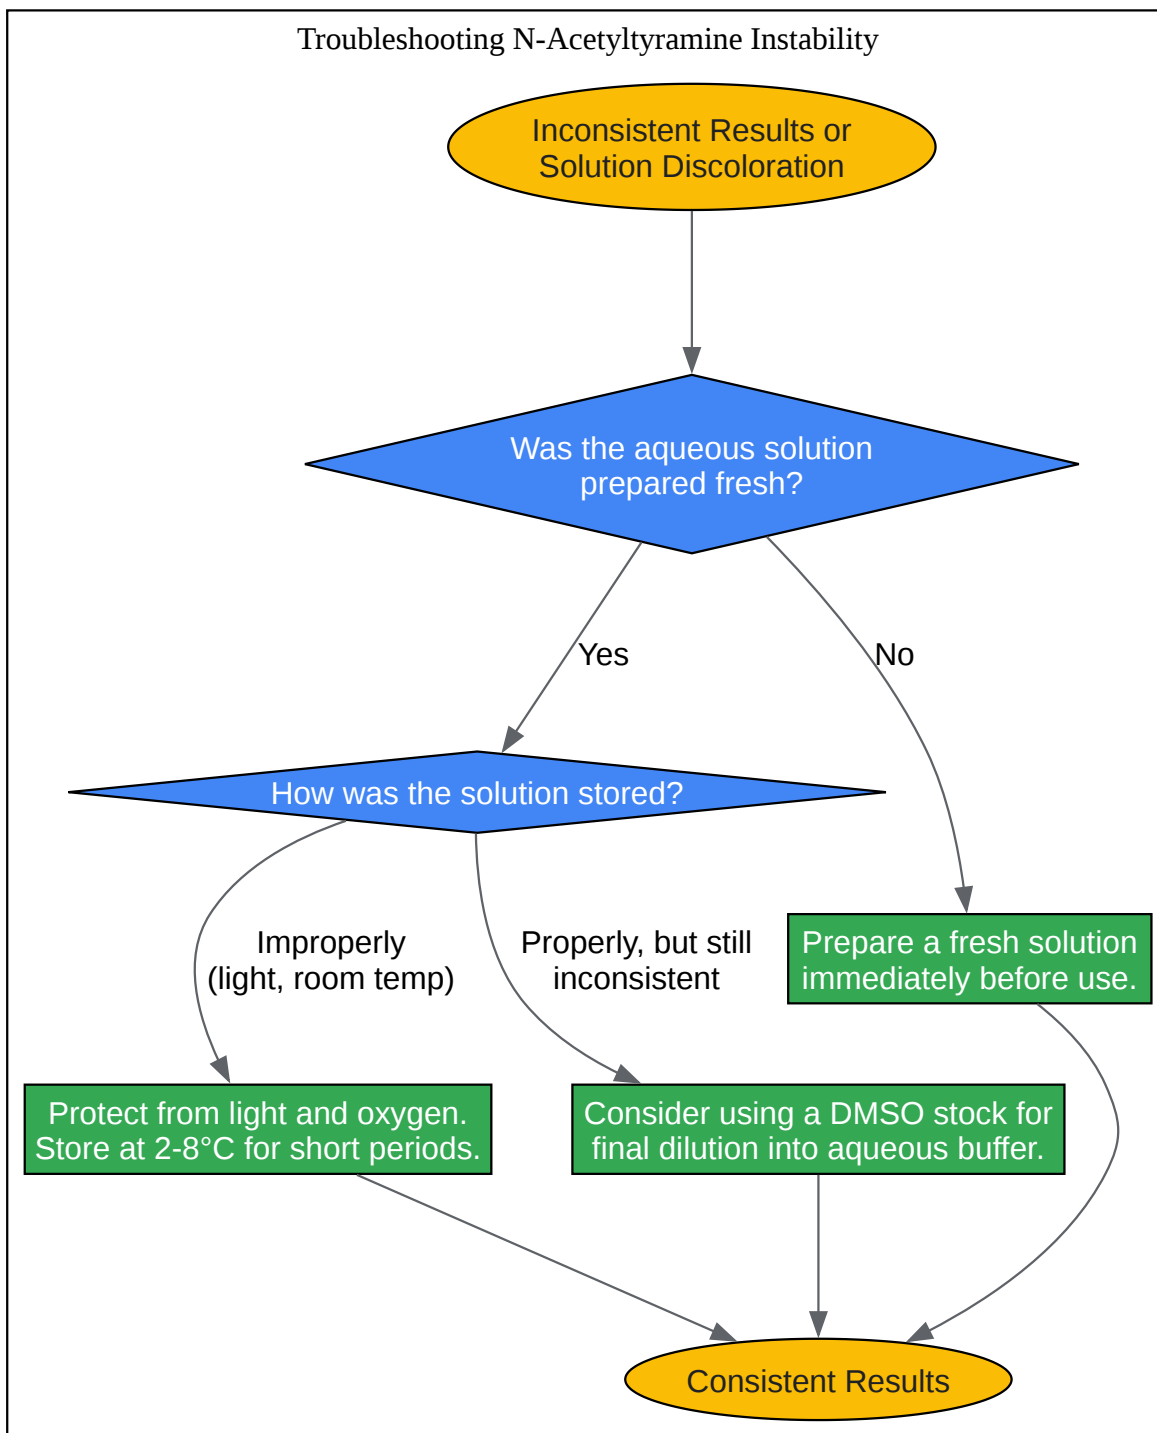 Troubleshooting N-Acetyltyramine Instability
Inconsistent Results or
Solution Discoloration
Was the aqueous solution
prepared fresh?
Yes
No
How was the solution stored?
Improperly
(light, room temp)
Properly, but still
inconsistent
Prepare a fresh solution
immediately before use.
Protect from light and oxygen.
Store at 2-8°C for short periods.
Consider using a DMSO stock for
final dilution into aqueous buffer.
Consistent Results